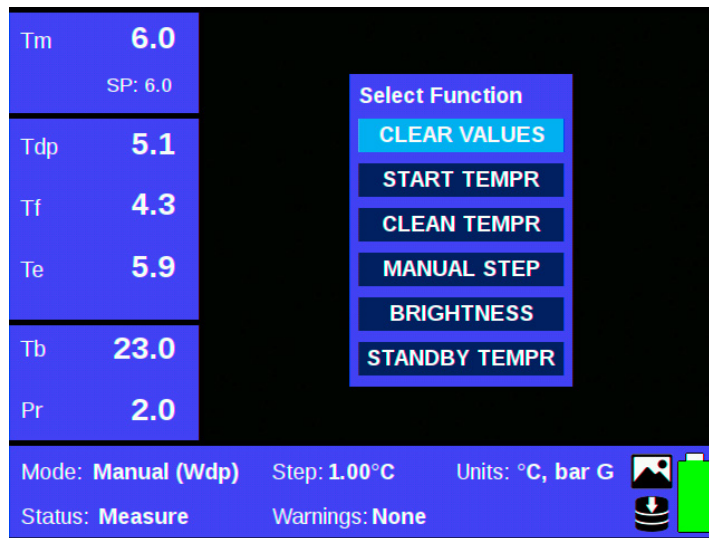 Tm 6.0
SP: 6.0
Tdp 5.1
Tf 4.3
Te 5.9
Tb 23.0
Pr 2.0
Select Function
CLEAR VALUES
START TEMPR
CLEAN TEMPR
MANUAL STEP
BRIGHTNESS
STANDBY TEMPR
Mode: Manual (Wdp) Step: 1.00°C Units: °C, bar G
Status: Measure Warnings: None